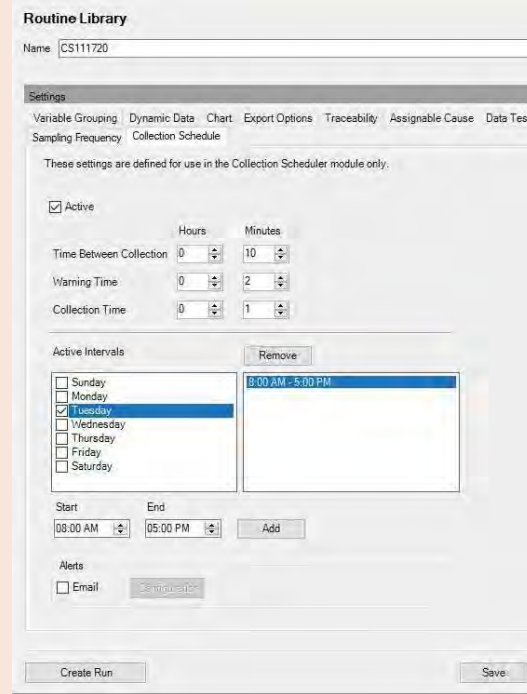 Routine Library
Name CS111720
Settings
Variable Grouping Dynamic Data Chart Export Options Traceability Assignable Cause Data Tes
Sampling Frequency Collection Schedule
These settings are defined for use in the Collection Scheduler module only.
Active
Hours Minutes
Time Between Collection 0 10
Warning Time 0 2
Collection Time 0 1
Active Intervals Remove
Sunday 8:00 AM - 5:00 PM
Monday
Tuesday
Wednesday
Thursday
Friday
Saturday
Start End
08:00 AM 05:00 PM Add
Alerts
Email Configuration
Create Run Save